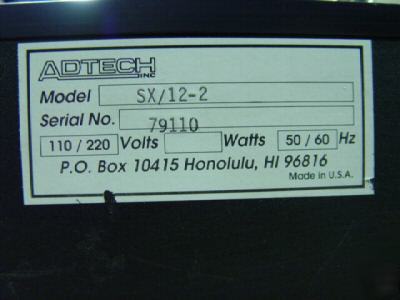 ADTECH INC
Model SX/12-2
Serial No. 79110
110 / 220 Volts Watts 50 / 60 Hz
P.O. Box 10415 Honolulu, HI 96816
Made in U.S.A.